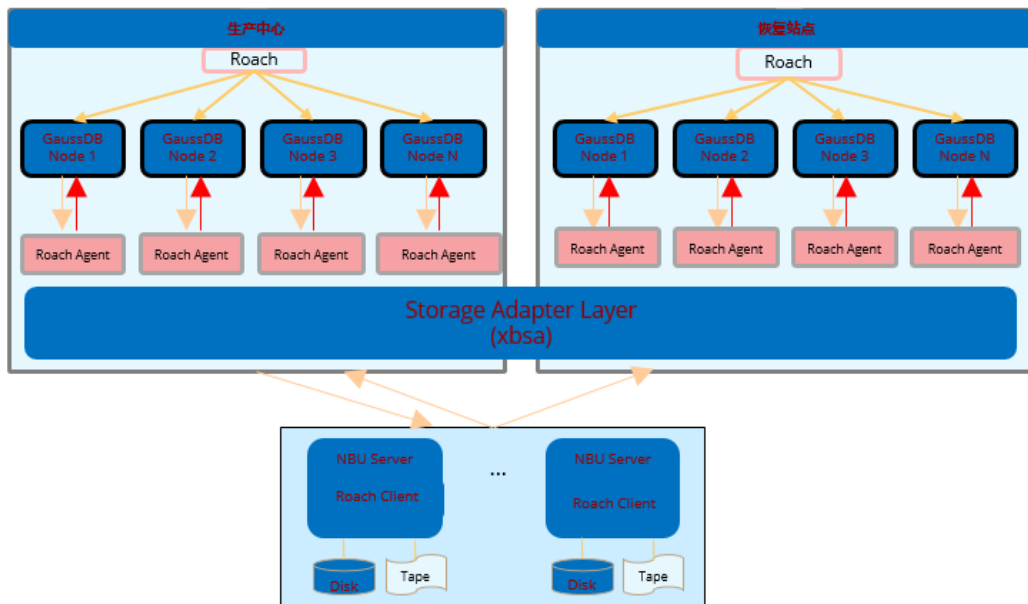 生产中心
恢复站点
Roach
Roach
GaussDB
Node 1
GaussDB
Node 2
GaussDB
Node 3
GaussDB
Node N
GaussDB
Node 1
GaussDB
Node 2
GaussDB
Node 3
GaussDB
Node N
Roach Agent
Roach Agent
Roach Agent
Roach Agent
Roach Agent
Roach Agent
Roach Agent
Roach Agent
Storage Adapter Layer
(xbsa)
NBU Server
Roach Client
...
NBU Server
Roach Client
Disk
Tape
Disk
Tape